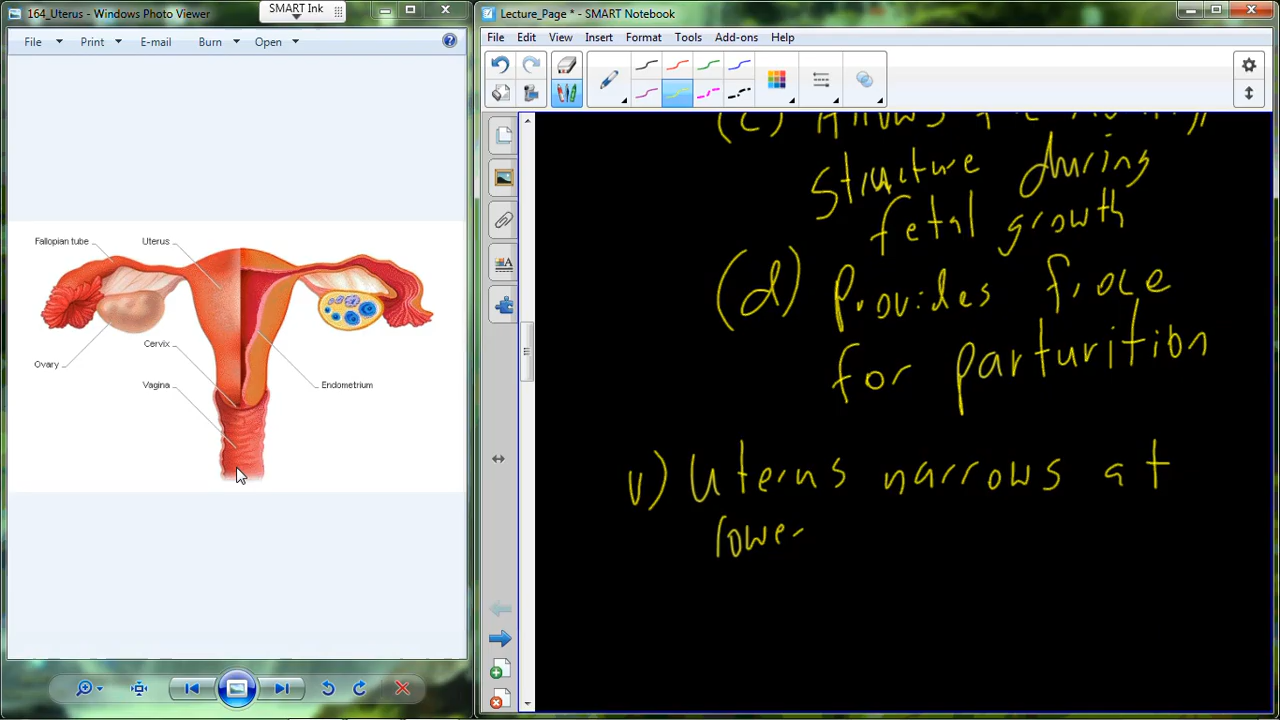 164_Uterus - Windows Photo Viewer
SMART Ink
Lecture_Page * - SMART Notebook
File Print E-mail Burn Open
File Edit View Insert Format Tools Add-ons Help
Fallopian tube
Uterus
Cervix
Vagina
Ovary
Endometrium
structure during
fetal growth
(d) Provides froce
for parturition
v) Uterus narrows at
lower